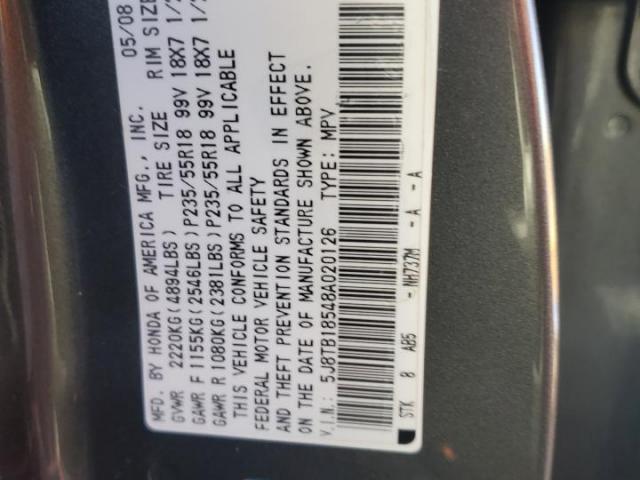 MFD. BY HONDA OF AMERICA MFG., INC. 05/08
GVWR 2220KG(4894LBS) TIRE SIZE RIM SIZE
GAWR F 1155KG(2546LBS)P235/55R18 99V 18X7 1/
GAWR R 1080KG(2381LBS)P235/55R18 99V 18X7 1/
THIS VEHICLE CONFORMS TO ALL APPLICABLE
FEDERAL MOTOR VEHICLE SAFETY
AND THEFT PREVENTION STANDARDS IN EFFECT
ON THE DATE OF MANUFACTURE SHOWN ABOVE.
V.I.N.: 5J8TB18548A020126 TYPE: MPV
STK 8 AB5 - NH737M - A - A